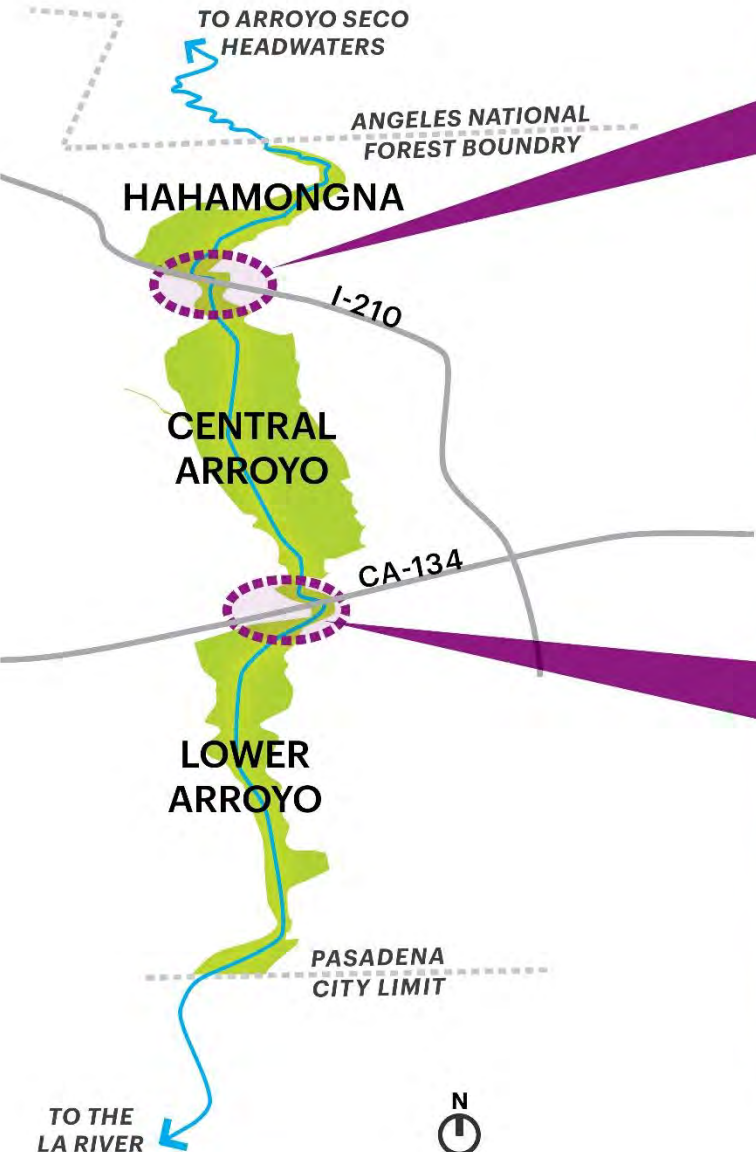 TO ARROYO SECO
HEADWATERS
ANGELES NATIONAL
FOREST BOUNDRY
HAHAMONGNA
I-210
CENTRAL
ARROYO
CA-134
LOWER
ARROYO
PASADENA
CITY LIMIT
TO THE
LA RIVER
N